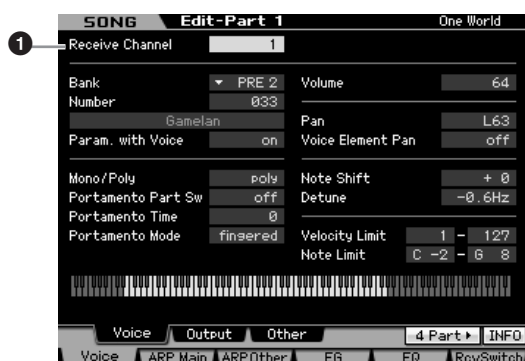 SONG Edit-Part 1 One World
1 Receive Channel 1
Bank PRE 2 Volume 64
Number 033
Gamelan Pan L63
Param. with Voice on Voice Element Pan off
Mono/Poly poly Note Shift + 0
Portamento Part Sw off Detune -0.6Hz
Portamento Time 0
Portamento Mode fingered Velocity Limit 1 - 127
Note Limit C -2 - G 8
Voice Output Other 4 Part INFO
Voice ARP Main ARP Other EG EQ RcvSwitch